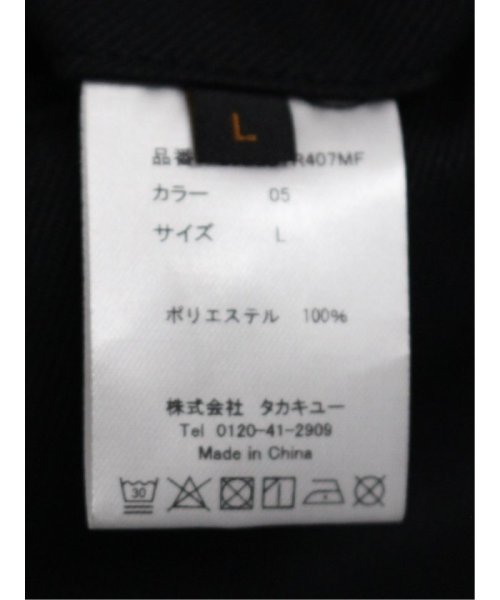 L
品番 R407MF
カラー 05
サイズ L
ポリエステル 100%
株式会社 タカキュー
Tel 0120-41-2909
Made in China
30